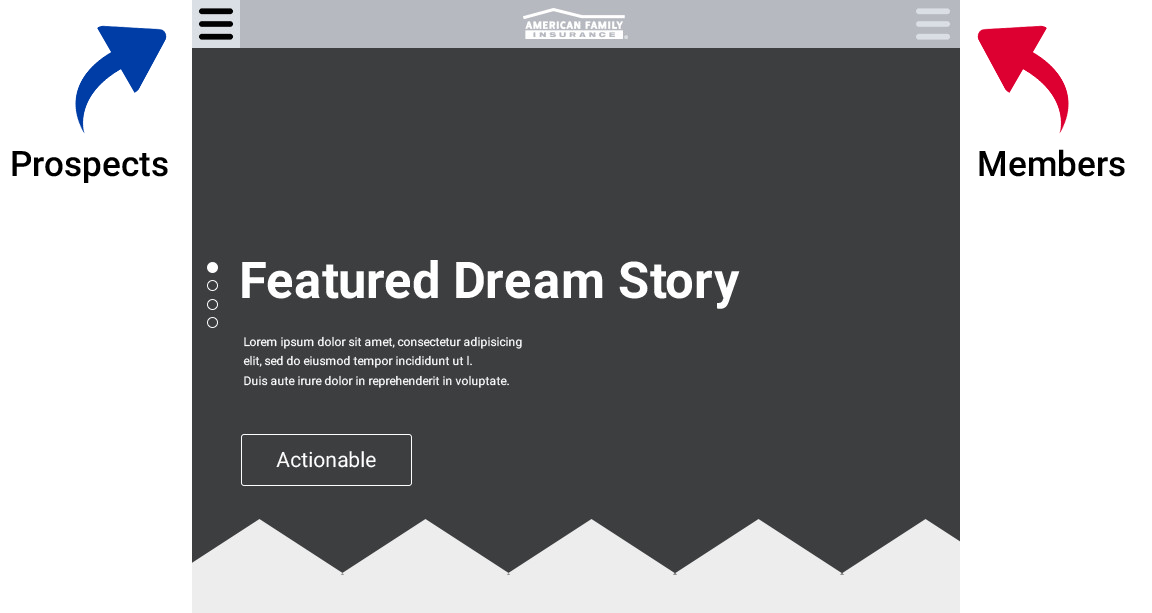 AMERICAN FAMILY
INSURANCE
Prospects
Members
Featured Dream Story
Lorem ipsum dolor sit amet, consectetur adipisicing
elit, sed do eiusmod tempor incididunt ut l.
Duis aute irure dolor in reprehenderit in voluptate.
Actionable